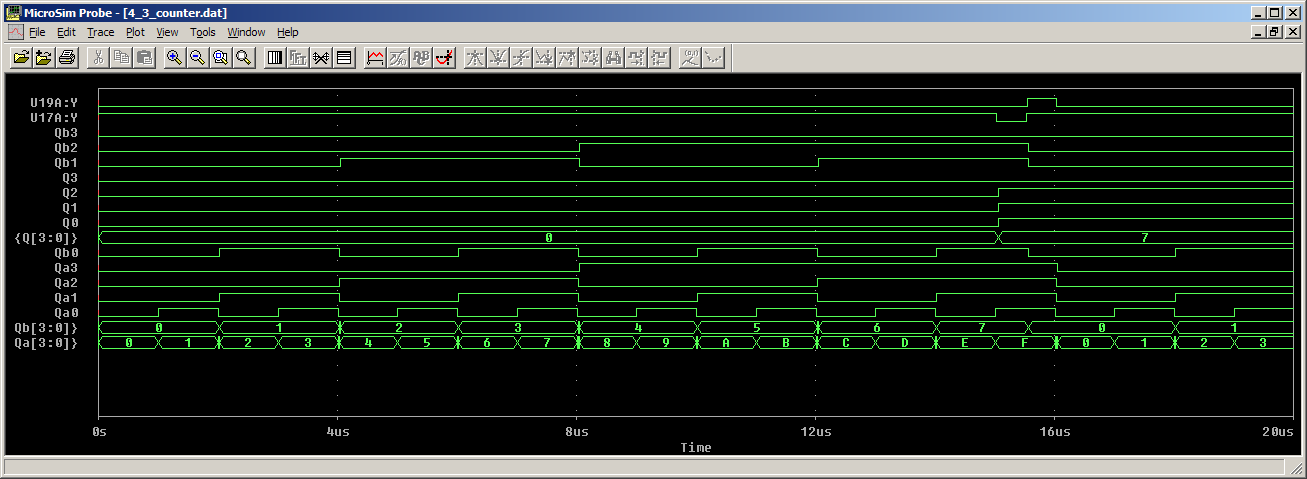 MicroSim Probe - [4_3_counter.dat]
File Edit Trace Plot View Tools Window Help
U19A:Y
U17A:Y
Qb3
Qb2
Qb1
Q3
Q2
Q1
Q0
{Q[3:0]} 0 7
Qb0
Qa3
Qa2
Qa1
Qa0
Qb[3:0]} 0 1 2 3 4 5 6 7 0 1
Qa[3:0]} 0 1 2 3 4 5 6 7 8 9 A B C D E F 0 1 2 3
0s 4us 8us 12us 16us 20us
Time